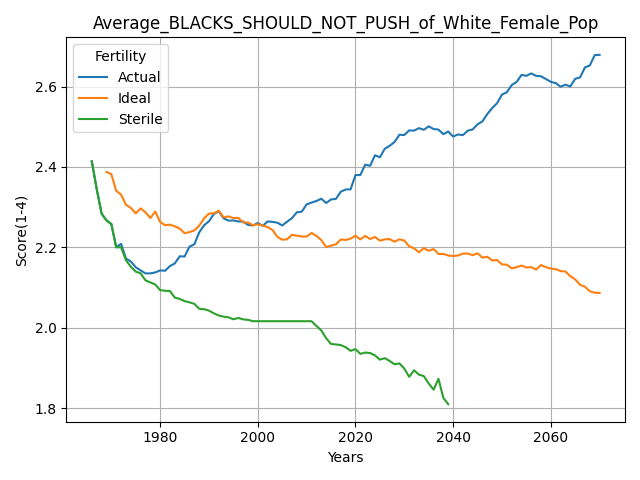 Average_BLACKS_SHOULD_NOT_PUSH_of_White_Female_Pop
Fertility
Actual
Ideal
Sterile
Score(1-4)
2.6
2.4
2.2
2.0
1.8
1980
2000
2020
2040
2060
Years